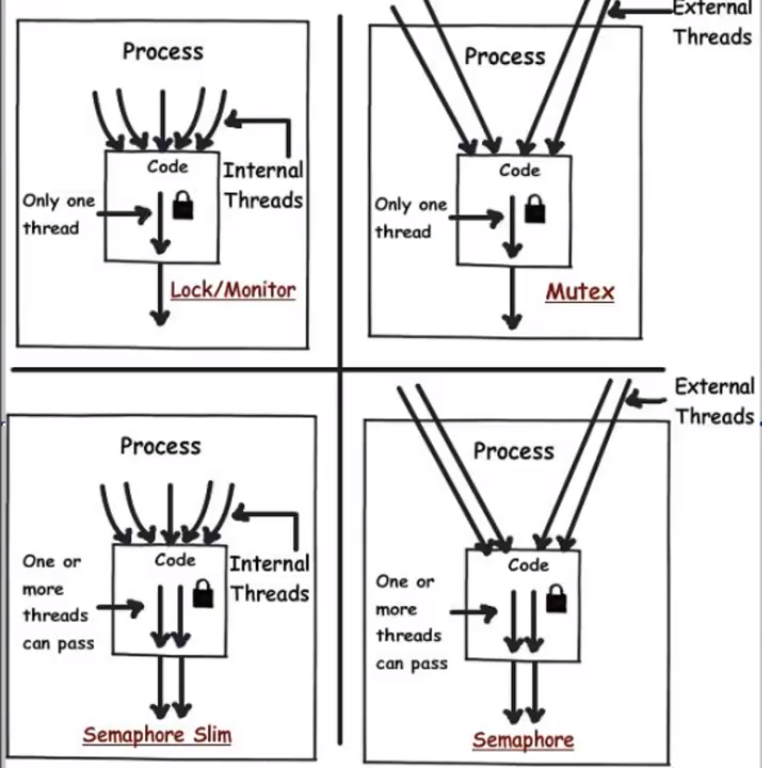 Process
Internal
Threads
Code
Only one
thread
Lock/Monitor
External
Threads
Process
Code
Only one
thread
Mutex
Process
Internal
Threads
Code
One or
more
threads
can pass
Semaphore Slim
External
Threads
Process
Code
One or
more
threads
can pass
Semaphore